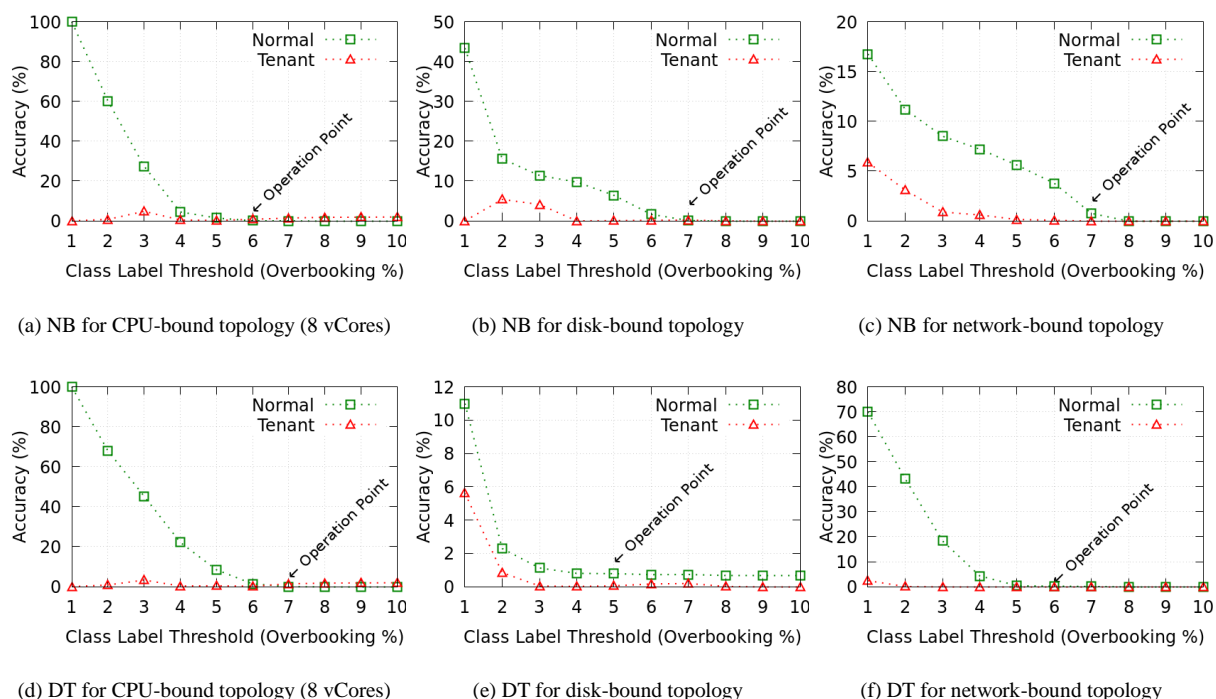 100
80
60
40
20
0
Accuracy (%)
Normal
Tenant
Operation Point
1 2 3 4 5 6 7 8 9 10
Class Label Threshold (Overbooking %)
(a) NB for CPU-bound topology (8 vCores)
50
40
30
20
10
0
Accuracy (%)
Normal
Tenant
Operation Point
1 2 3 4 5 6 7 8 9 10
Class Label Threshold (Overbooking %)
(b) NB for disk-bound topology
20
15
10
5
0
Accuracy (%)
Normal
Tenant
Operation Point
1 2 3 4 5 6 7 8 9 10
Class Label Threshold (Overbooking %)
(c) NB for network-bound topology
100
80
60
40
20
0
Accuracy (%)
Normal
Tenant
Operation Point
1 2 3 4 5 6 7 8 9 10
Class Label Threshold (Overbooking %)
(d) DT for CPU-bound topology (8 vCores)
12
10
8
6
4
2
0
Accuracy (%)
Normal
Tenant
Operation Point
1 2 3 4 5 6 7 8 9 10
Class Label Threshold (Overbooking %)
(e) DT for disk-bound topology
80
70
60
50
40
30
20
10
0
Accuracy (%)
Normal
Tenant
Operation Point
1 2 3 4 5 6 7 8 9 10
Class Label Threshold (Overbooking %)
(f) DT for network-bound topology